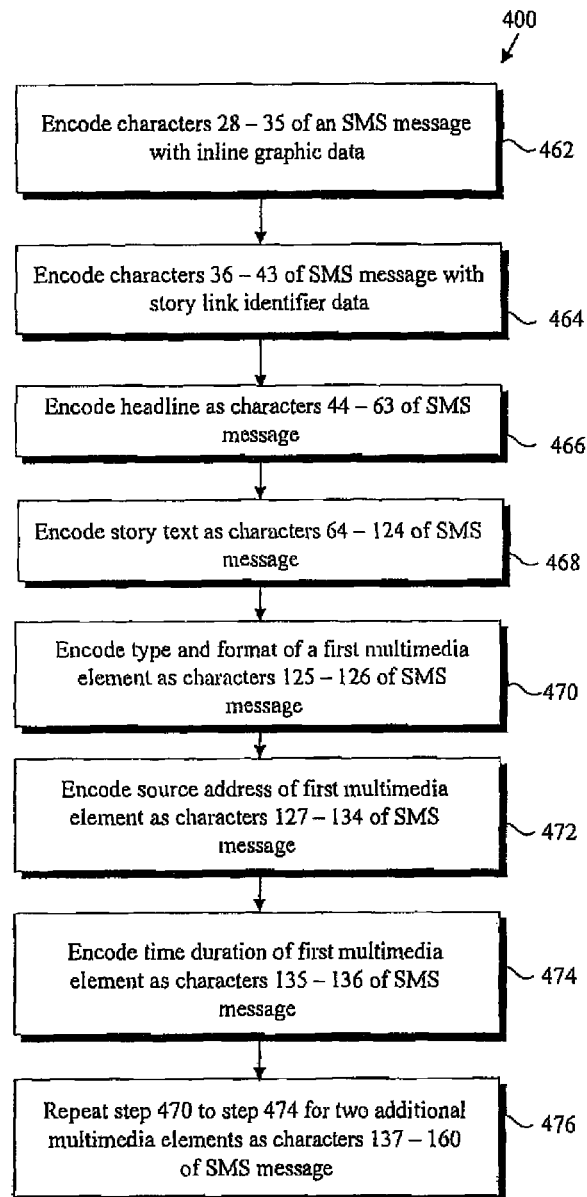 400
Encode characters 28 – 35 of an SMS message
with inline graphic data
462
Encode characters 36 – 43 of SMS message with
story link identifier data
464
Encode headline as characters 44 – 63 of SMS
message
466
Encode story text as characters 64 – 124 of SMS
message
468
Encode type and format of a first multimedia
element as characters 125 – 126 of SMS
message
470
Encode source address of first multimedia
element as characters 127 – 134 of SMS
message
472
Encode time duration of first multimedia
element as characters 135 – 136 of SMS
message
474
Repeat step 470 to step 474 for two additional
multimedia elements as characters 137 – 160
of SMS message
476